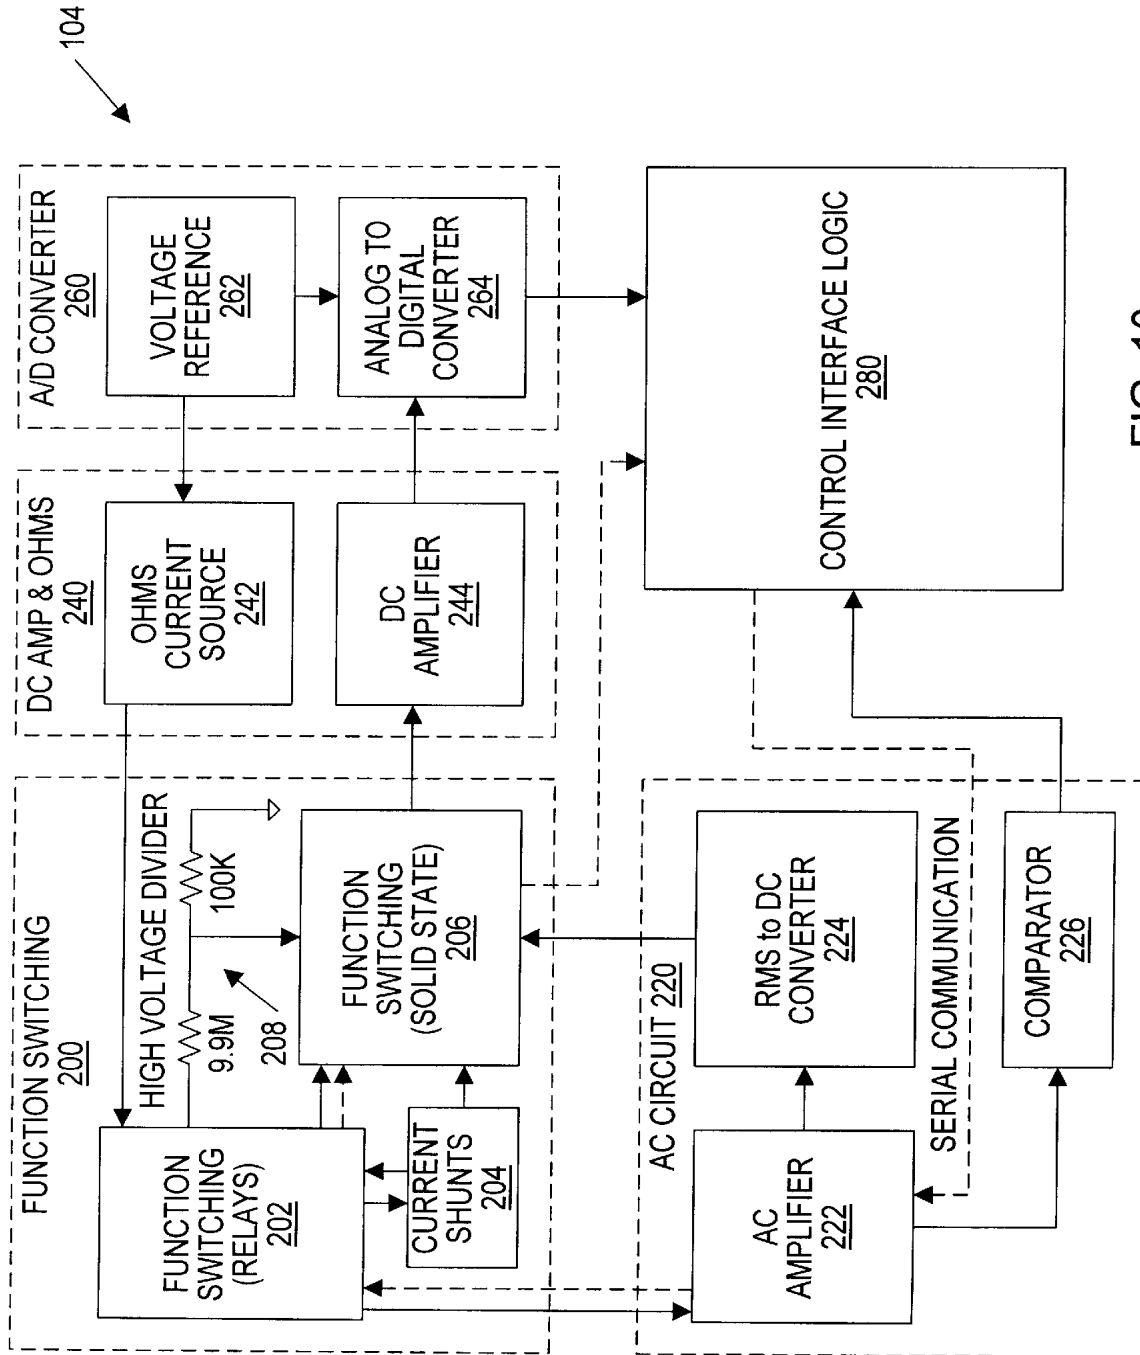 104
FUNCTION SWITCHING
200
HIGH VOLTAGE DIVIDER
9.9M
100K
208
FUNCTION
SWITCHING
(RELAYS)
202
CURRENT
SHUNTS
204
FUNCTION
SWITCHING
(SOLID STATE)
206
DC AMP & OHMS
240
OHMS
CURRENT
SOURCE
242
DC
AMPLIFIER
244
A/D CONVERTER
260
VOLTAGE
REFERENCE
262
ANALOG TO
DIGITAL
CONVERTER
264
AC CIRCUIT 220
AC
AMPLIFIER
222
RMS to DC
CONVERTER
224
SERIAL COMMUNICATION
COMPARATOR
226
CONTROL INTERFACE LOGIC
280
FIG.